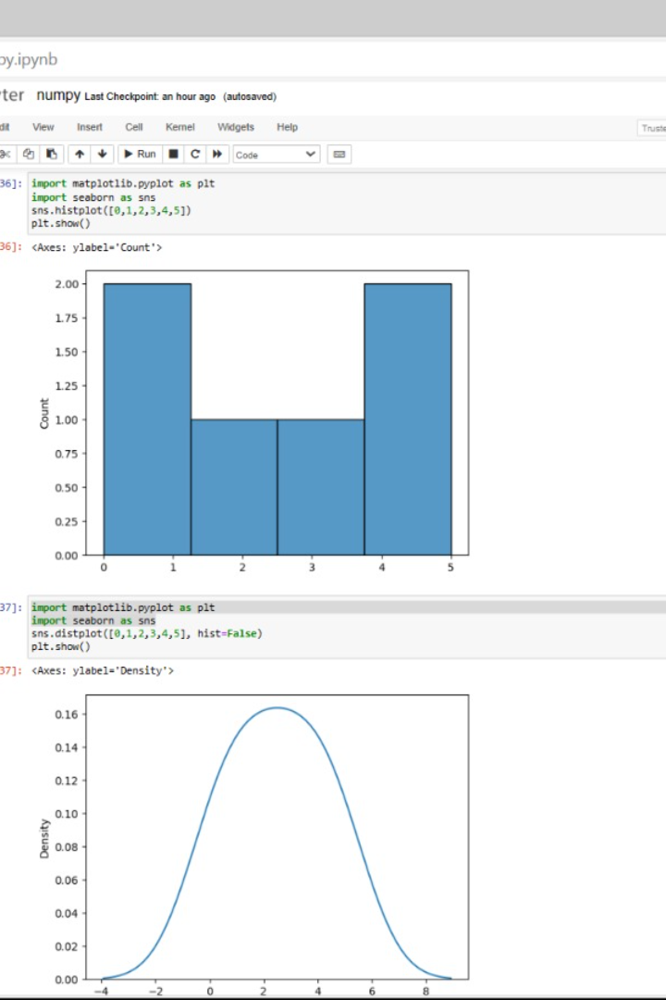 py.ipynb
ter numpy Last Checkpoint: an hour ago (autosaved)
dit View Insert Cell Kernel Widgets Help Truste
Run Code
36]: import matplotlib.pyplot as plt
import seaborn as sns
sns.histplot([0,1,2,3,4,5])
plt.show()
36]: <Axes: ylabel='Count'>
2.00
1.75
1.50
1.25
1.00
0.75
0.50
0.25
0.00
Count
0 1 2 3 4 5
37]: import matplotlib.pyplot as plt
import seaborn as sns
sns.distplot([0,1,2,3,4,5], hist=False)
plt.show()
37]: <Axes: ylabel='Density'>
0.16
0.14
0.12
0.10
0.08
0.06
0.04
0.02
0.00
Density
−4 −2 0 2 4 6 8